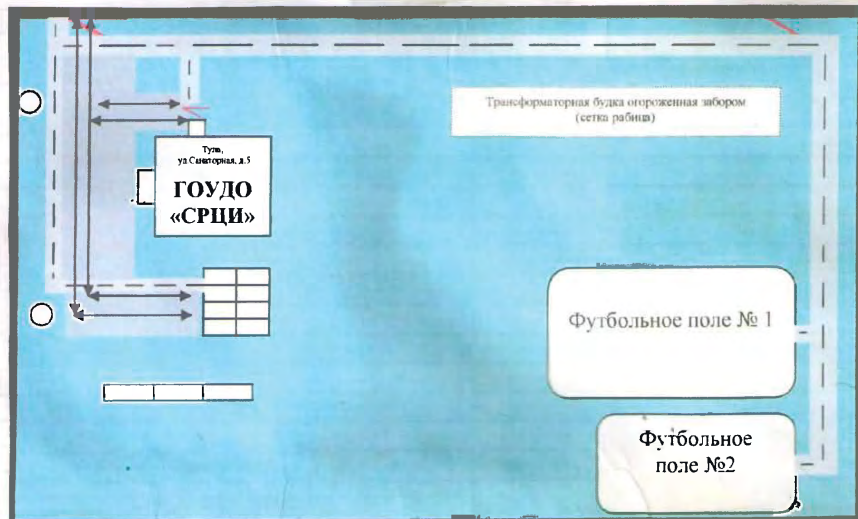 Трансформаторная будка огороженная забором
(сетка рабица)
Тула,
ул.Санаторная, д.5
ГОУДО
«СРЦИ»
Футбольное поле № 1
Футбольное
поле №2